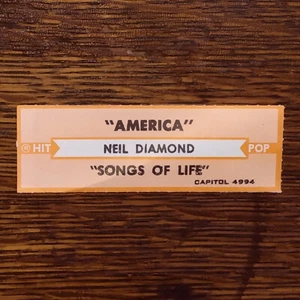 "AMERICA"
HIT NEIL DIAMOND POP
"SONGS OF LIFE"
CAPITOL 4994